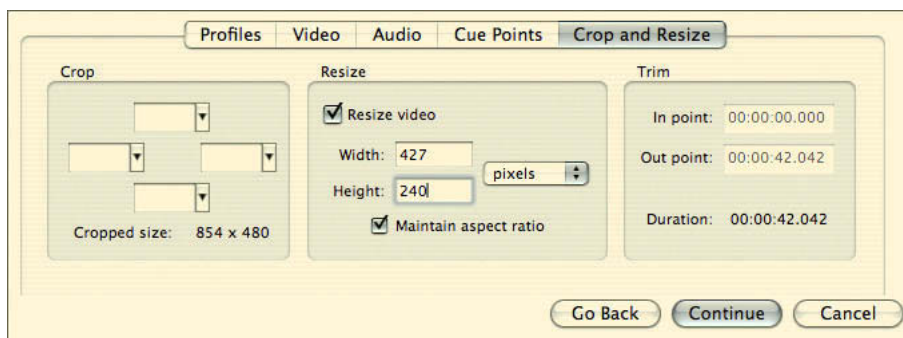 Profiles Video Audio Cue Points Crop and Resize
Crop
Cropped size: 854 x 480
Resize
Resize video
Width: 427
pixels
Height: 240
Maintain aspect ratio
Trim
In point: 00:00:00.000
Out point: 00:00:42.042
Duration: 00:00:42.042
Go Back Continue Cancel